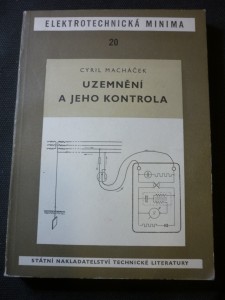 ELEKTROTECHNICKÁ MINIMA
20
CYRIL MACHÁČEK
UZEMNĚNÍ
A JEHO KONTROLA
STÁTNÍ NAKLADATELSTVÍ TECHNICKÉ LITERATURY